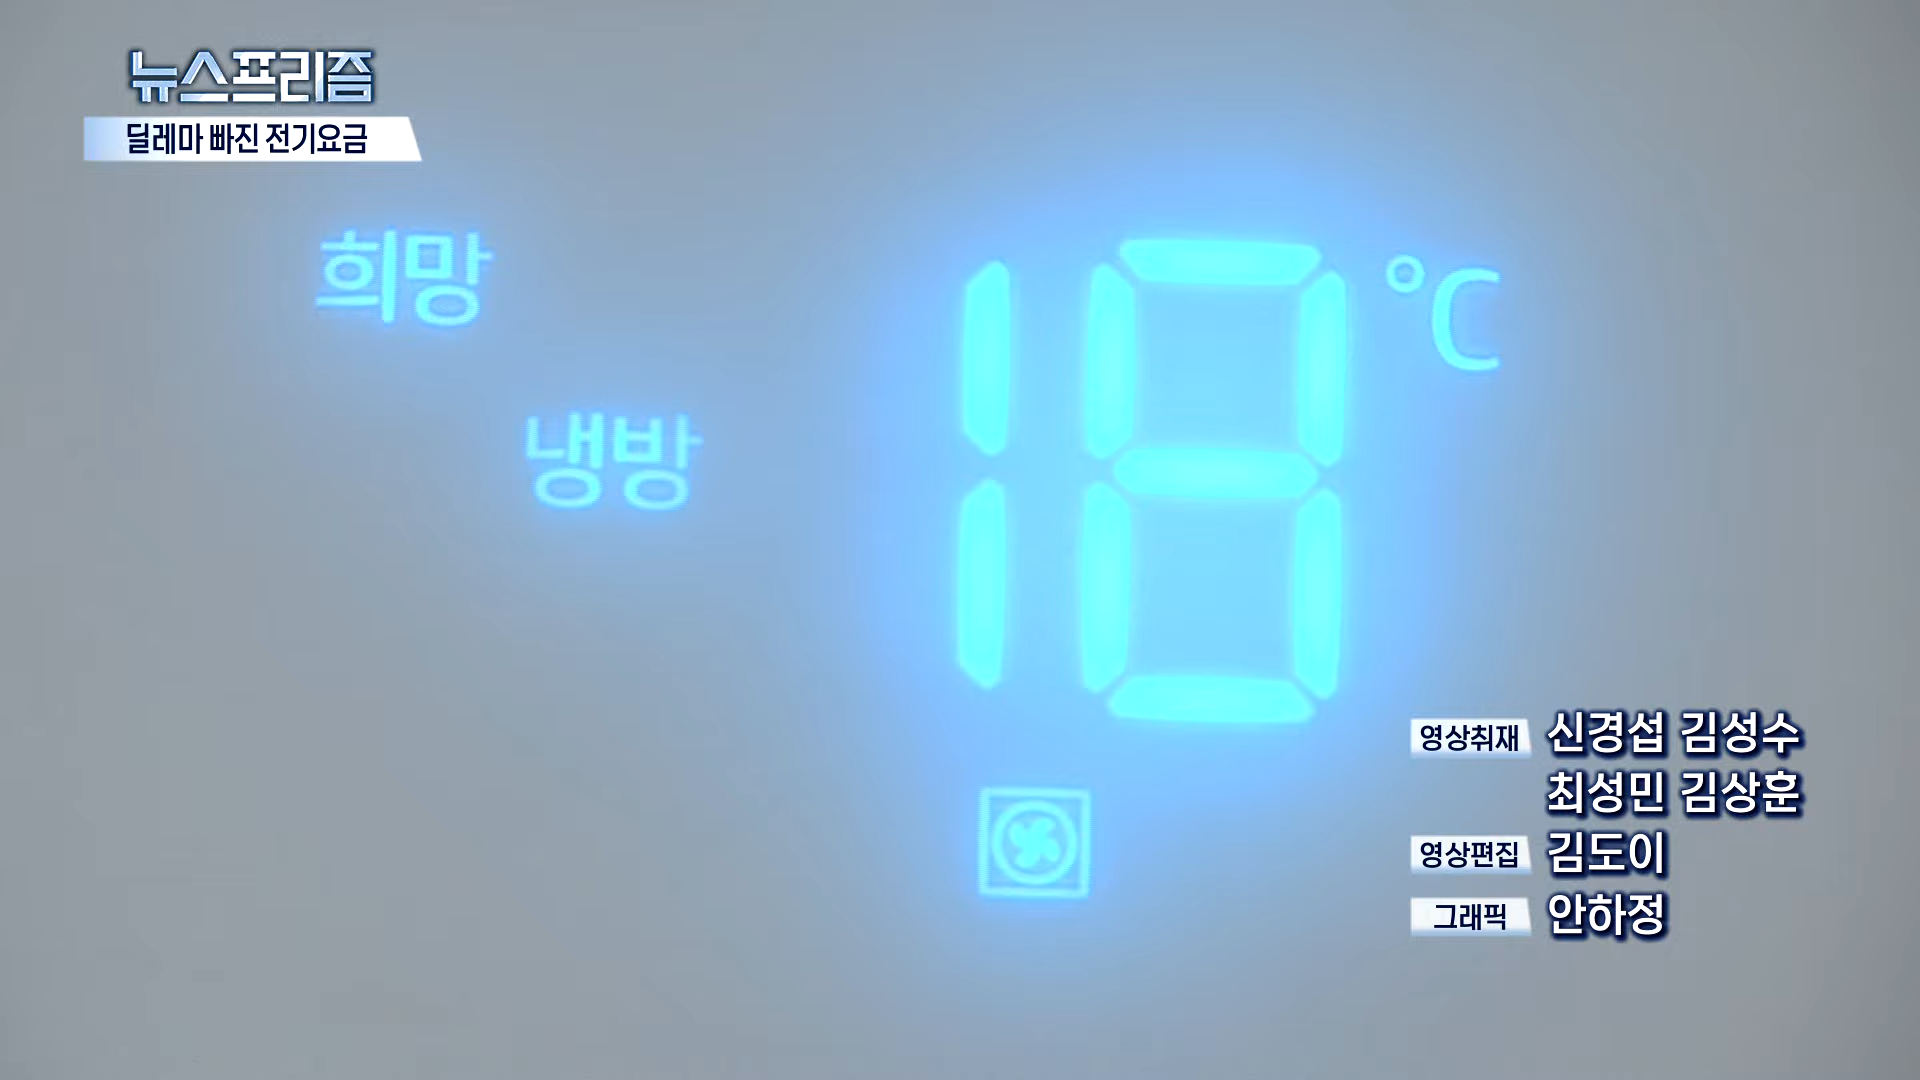 뉴스프리즘
딜레마 빠진 전기요금
희망
냉방
18 °C
영상취재 신경섭 김성수
최성민 김상훈
영상편집 김도이
그래픽 안하정